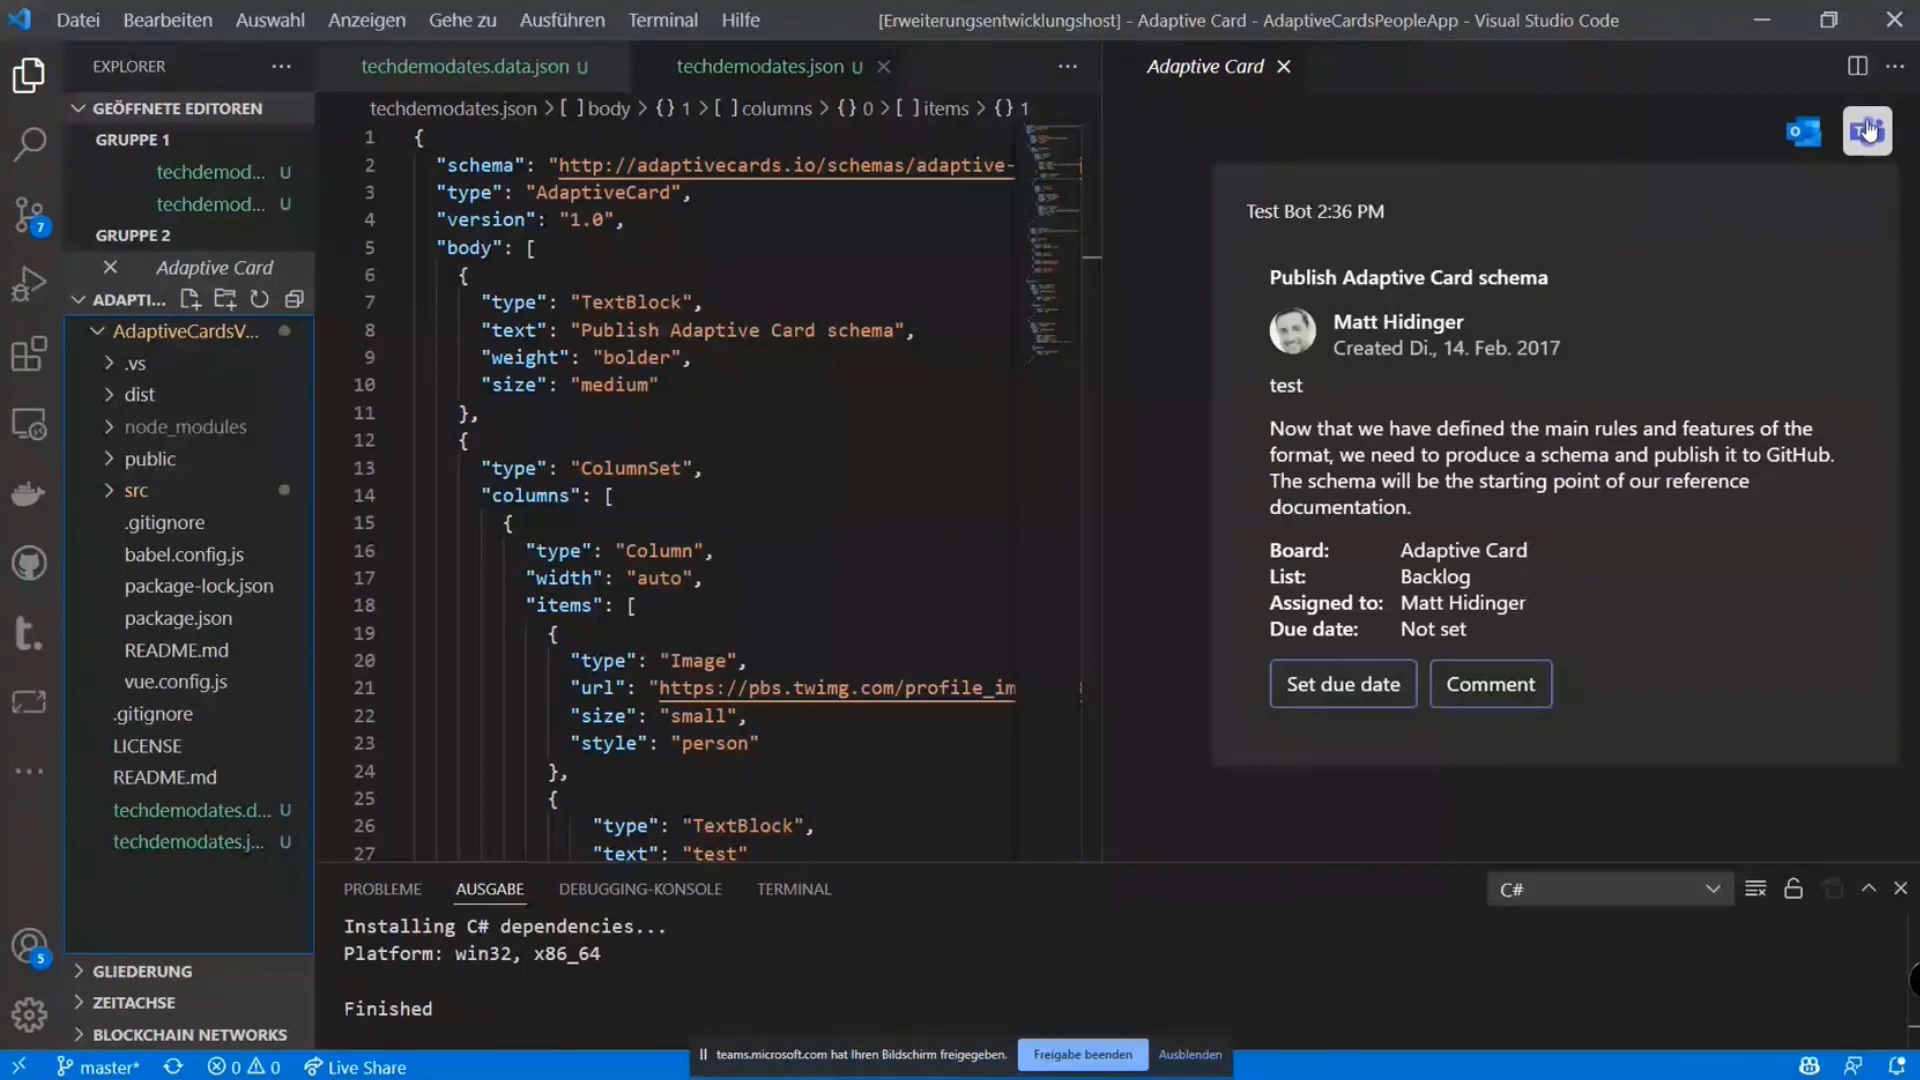 Datei Bearbeiten Auswahl Anzeigen Gehe zu Ausführen Terminal Hilfe [Erweiterungsentwicklungshost] - Adaptive Card - AdaptiveCardsPeopleApp - Visual Studio Code
EXPLORER
GEÖFFNETE EDITOREN
GRUPPE 1
techdemod... U
techdemod... U
GRUPPE 2
Adaptive Card
ADAPTI...
AdaptiveCardsV...
.vs
dist
node_modules
public
src
.gitignore
babel.config.js
package-lock.json
package.json
README.md
vue.config.js
.gitignore
LICENSE
README.md
techdemodates.d... U
techdemodates.j... U
GLIEDERUNG
ZEITACHSE
BLOCKCHAIN NETWORKS
7
t.
5
techdemodates.data.json U techdemodates.json U
techdemodates.json > [ ] body > {} 1 > [ ] columns > {} 0 > [ ] items > {} 1
1 {
2 "schema": "http://adaptivecards.io/schemas/adaptive-
3 "type": "AdaptiveCard",
4 "version": "1.0",
5 "body": [
6 {
7 "type": "TextBlock",
8 "text": "Publish Adaptive Card schema",
9 "weight": "bolder",
10 "size": "medium"
11 },
12 {
13 "type": "ColumnSet",
14 "columns": [
15 {
16 "type": "Column",
17 "width": "auto",
18 "items": [
19 {
20 "type": "Image",
21 "url": "https://pbs.twimg.com/profile_im
22 "size": "small",
23 "style": "person"
24 },
25 {
26 "type": "TextBlock",
27 "text": "test"
Adaptive Card
Test Bot 2:36 PM
Publish Adaptive Card schema
Matt Hidinger
Created Di., 14. Feb. 2017
test
Now that we have defined the main rules and features of the
format, we need to produce a schema and publish it to GitHub.
The schema will be the starting point of our reference
documentation.
Board: Adaptive Card
List: Backlog
Assigned to: Matt Hidinger
Due date: Not set
Set due date Comment
PROBLEME AUSGABE DEBUGGING-KONSOLE TERMINAL C#
Installing C# dependencies...
Platform: win32, x86_64
Finished
teams.microsoft.com hat Ihren Bildschirm freigegeben. Freigabe beenden Ausblenden
master* 0 0 Live Share